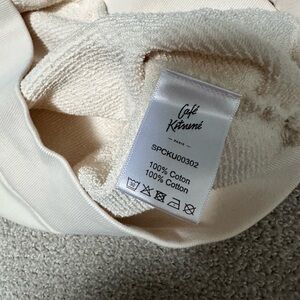 Café
Kitsuné
— PARIS —
SPCKU00302
100% Coton
100% Cotton